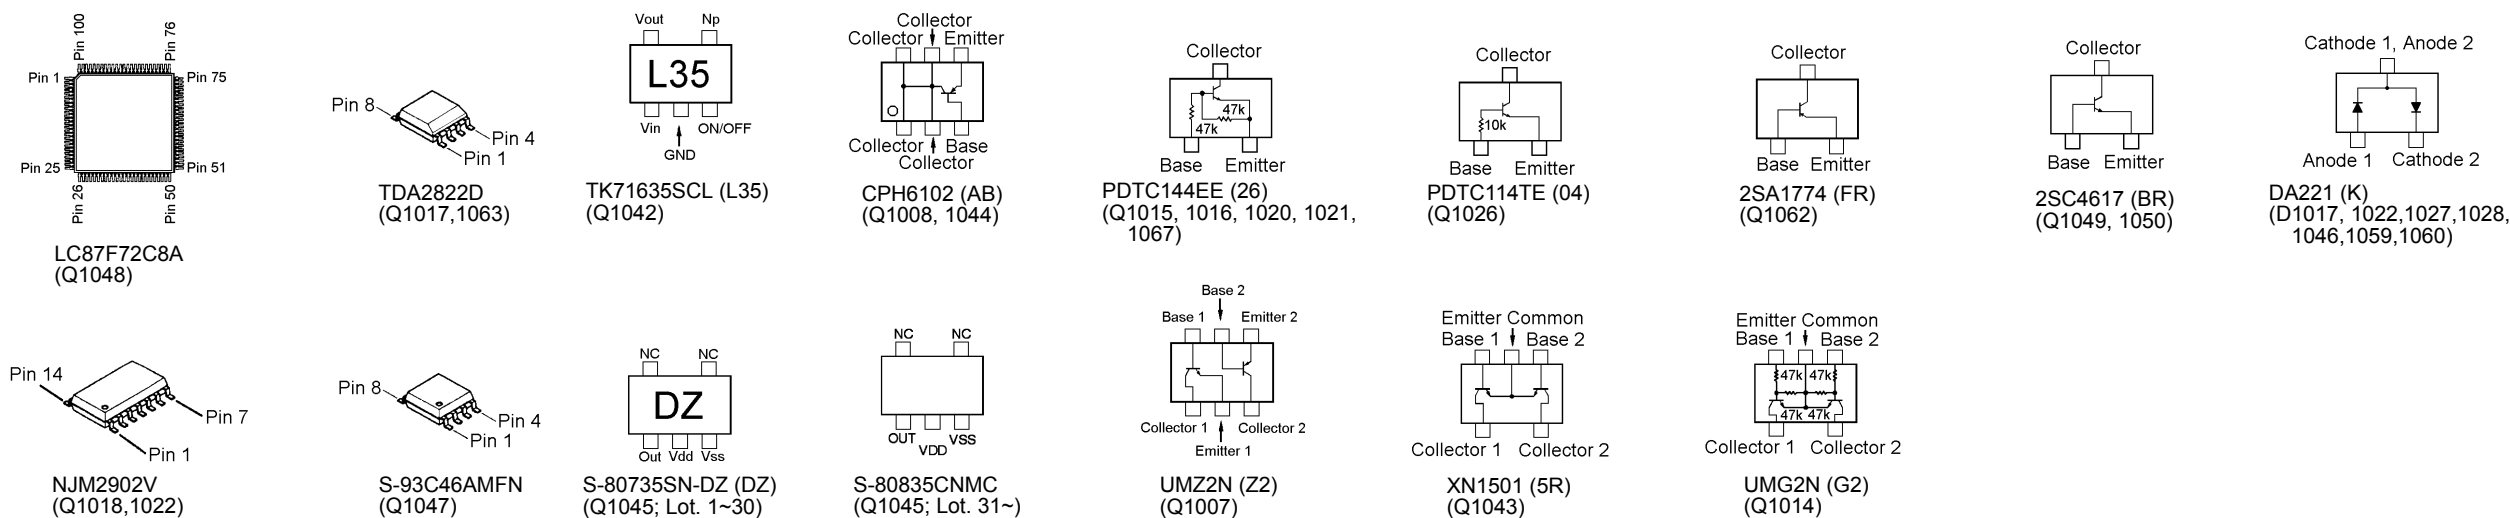 Pin 100
Pin 76
Pin 1
Pin 75
Pin 25
Pin 51
Pin 26
Pin 50
LC87F72C8A
(Q1048)
Pin 8
Pin 4
Pin 1
TDA2822D
(Q1017,1063)
Vout
Np
L35
Vin
ON/OFF
GND
TK71635SCL (L35)
(Q1042)
Collector
Collector
Emitter
Collector
Base
Collector
CPH6102 (AB)
(Q1008, 1044)
Collector
47k
47k
Base
Emitter
PDTC144EE (26)
(Q1015, 1016, 1020, 1021,
1067)
Collector
10k
Base
Emitter
PDTC114TE (04)
(Q1026)
Collector
Base
Emitter
2SA1774 (FR)
(Q1062)
Collector
Base
Emitter
2SC4617 (BR)
(Q1049, 1050)
Cathode 1, Anode 2
Anode 1
Cathode 2
DA221 (K)
(D1017, 1022,1027,1028,
1046,1059,1060)
Pin 14
Pin 7
Pin 1
NJM2902V
(Q1018,1022)
Pin 8
Pin 4
Pin 1
S-93C46AMFN
(Q1047)
NC
NC
DZ
Out
Vdd
Vss
S-80735SN-DZ (DZ)
(Q1045; Lot. 1~30)
NC
NC
OUT
VDD
VSS
S-80835CNMC
(Q1045; Lot. 31~)
Base 2
Base 1
Emitter 2
Collector 1
Collector 2
Emitter 1
UMZ2N (Z2)
(Q1007)
Emitter Common
Base 1
Base 2
Collector 1
Collector 2
XN1501 (5R)
(Q1043)
Emitter Common
Base 1
Base 2
47k
47k
47k
47k
Collector 1
Collector 2
UMG2N (G2)
(Q1014)